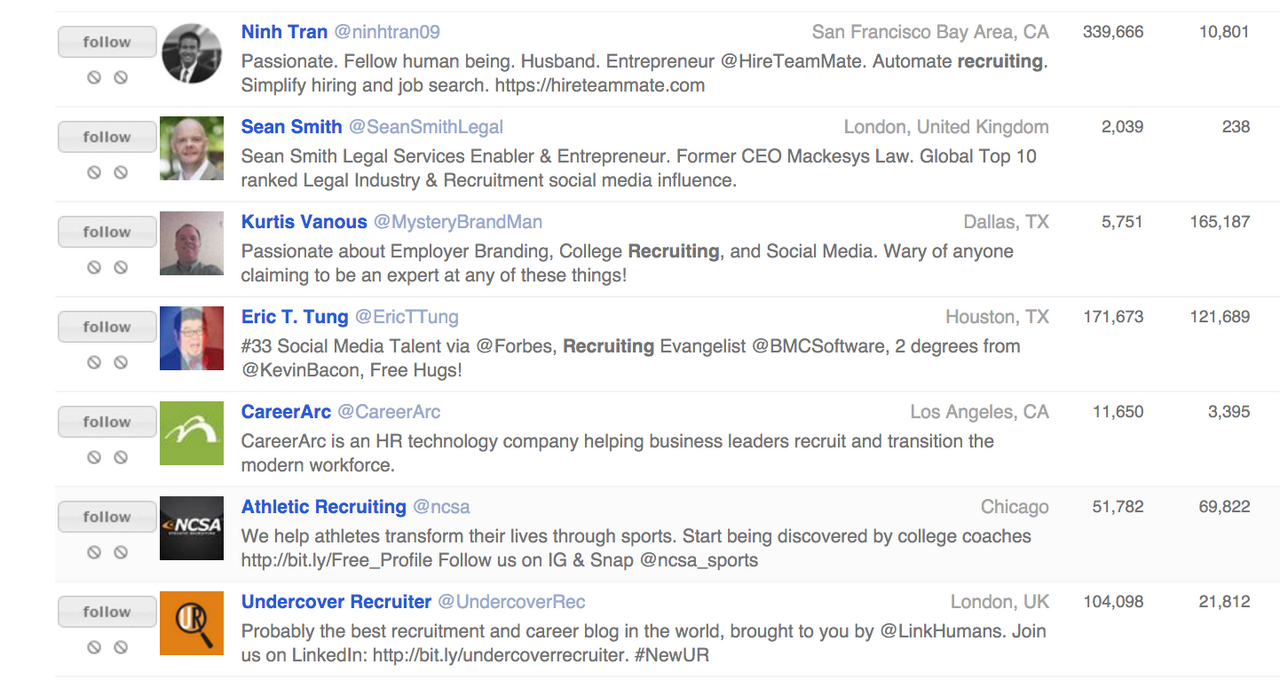 follow
Ninh Tran @ninhtran09 San Francisco Bay Area, CA 339,666 10,801
Passionate. Fellow human being. Husband. Entrepreneur @HireTeamMate. Automate recruiting.
Simplify hiring and job search. https://hireteammate.com
follow
Sean Smith @SeanSmithLegal London, United Kingdom 2,039 238
Sean Smith Legal Services Enabler & Entrepreneur. Former CEO Mackesys Law. Global Top 10
ranked Legal Industry & Recruitment social media influence.
follow
Kurtis Vanous @MysteryBrandMan Dallas, TX 5,751 165,187
Passionate about Employer Branding, College Recruiting, and Social Media. Wary of anyone
claiming to be an expert at any of these things!
follow
Eric T. Tung @EricTTung Houston, TX 171,673 121,689
#33 Social Media Talent via @Forbes, Recruiting Evangelist @BMCSoftware, 2 degrees from
@KevinBacon, Free Hugs!
follow
CareerArc @CareerArc Los Angeles, CA 11,650 3,395
CareerArc is an HR technology company helping business leaders recruit and transition the
modern workforce.
follow
NCSA
Athletic Recruiting @ncsa Chicago 51,782 69,822
We help athletes transform their lives through sports. Start being discovered by college coaches
http://bit.ly/Free_Profile Follow us on IG & Snap @ncsa_sports
follow
UR
Undercover Recruiter @UndercoverRec London, UK 104,098 21,812
Probably the best recruitment and career blog in the world, brought to you by @LinkHumans. Join
us on LinkedIn: http://bit.ly/undercoverrecruiter. #NewUR